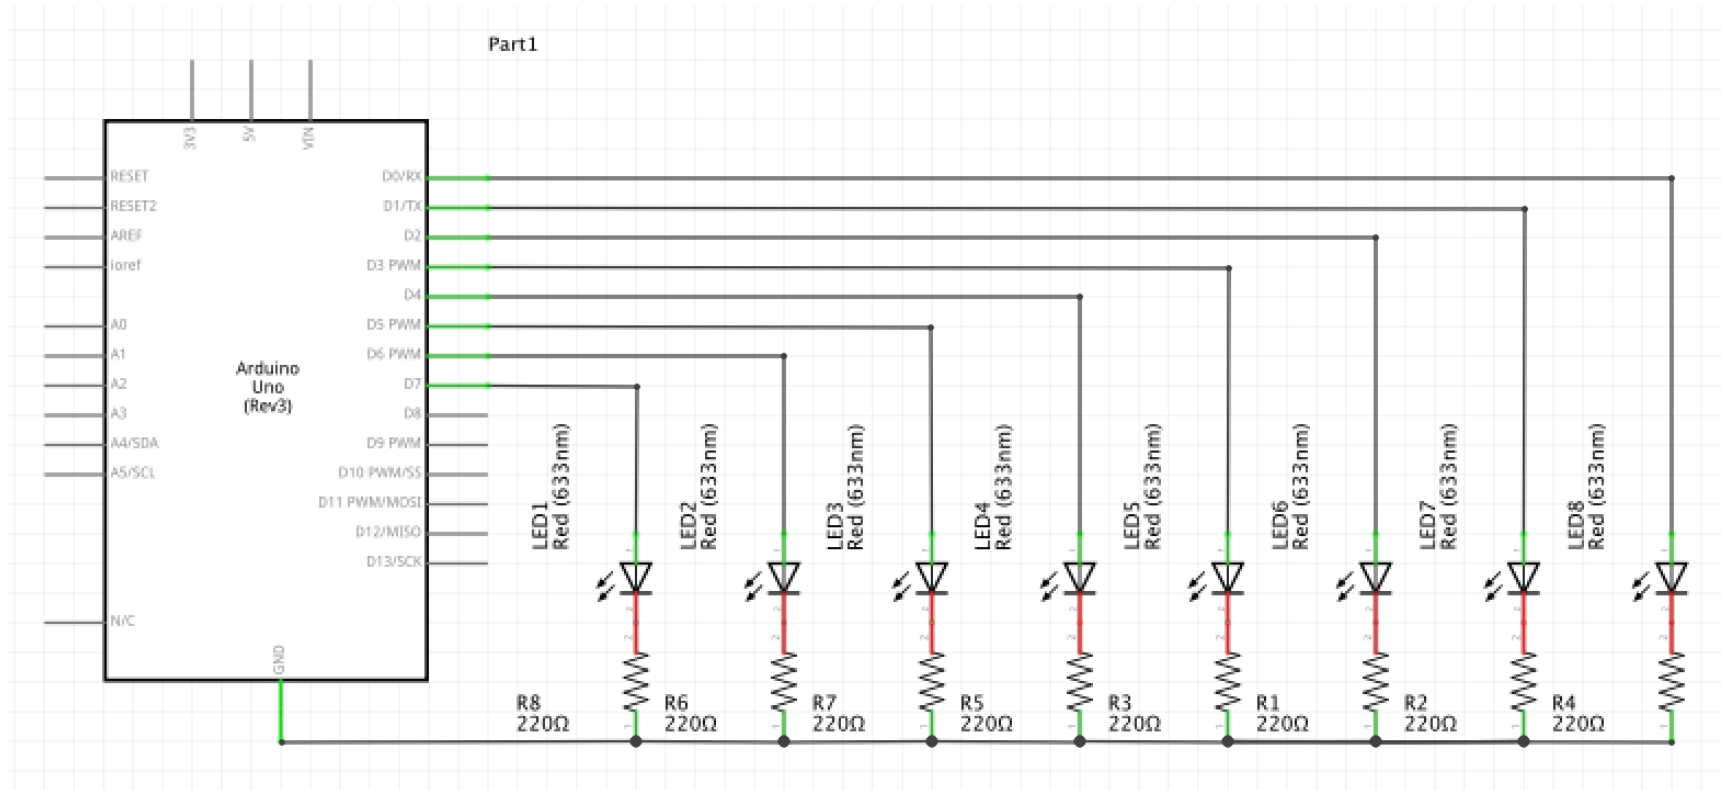 Part1
3V3
5V
VIN
RESET
RESET2
AREF
ioref
A0
A1
A2
A3
A4/SDA
A5/SCL
N/C
Arduino
Uno
(Rev3)
D0/RX
D1/TX
D2
D3 PWM
D4
D5 PWM
D6 PWM
D7
D8
D9 PWM
D10 PWM/SS
D11 PWM/MOSI
D12/MISO
D13/SCK
GND
LED1
Red (633nm)
LED2
Red (633nm)
LED3
Red (633nm)
LED4
Red (633nm)
LED5
Red (633nm)
LED6
Red (633nm)
LED7
Red (633nm)
LED8
Red (633nm)
R8
220Ω
R6
220Ω
R7
220Ω
R5
220Ω
R3
220Ω
R1
220Ω
R2
220Ω
R4
220Ω